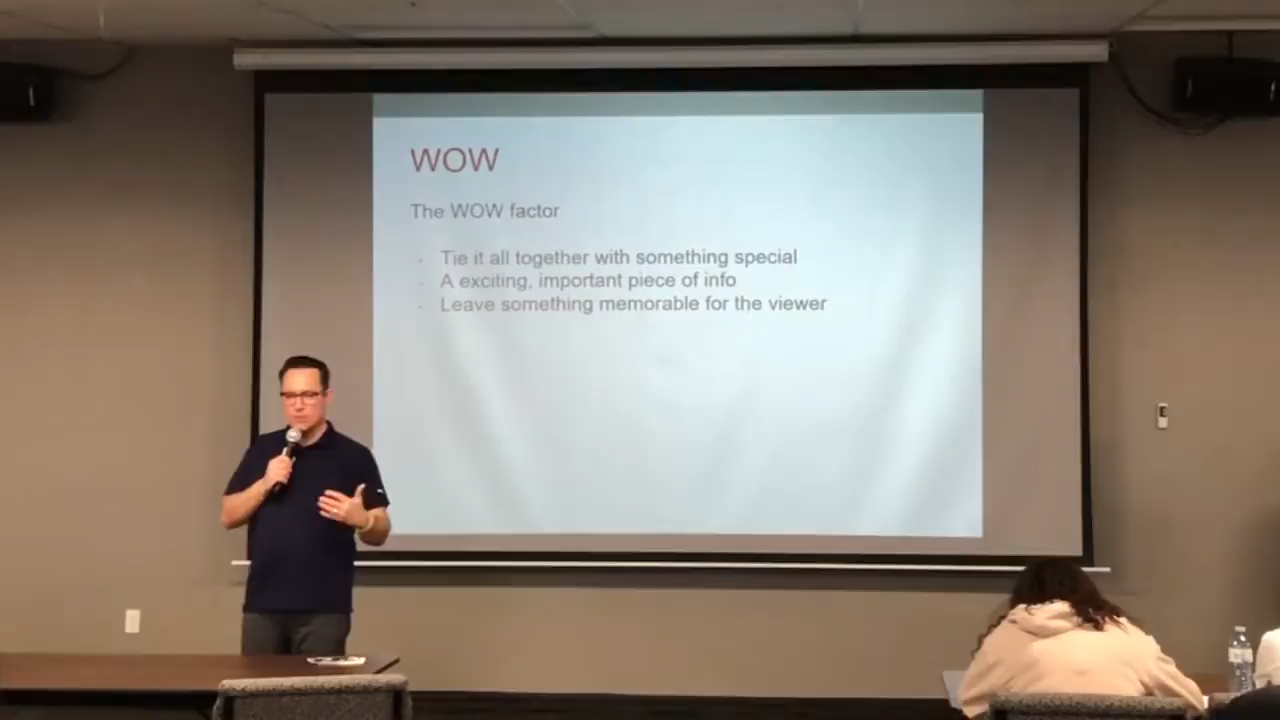 WOW
The WOW factor
- Tie it all together with something special
- A exciting, important piece of info
- Leave something memorable for the viewer